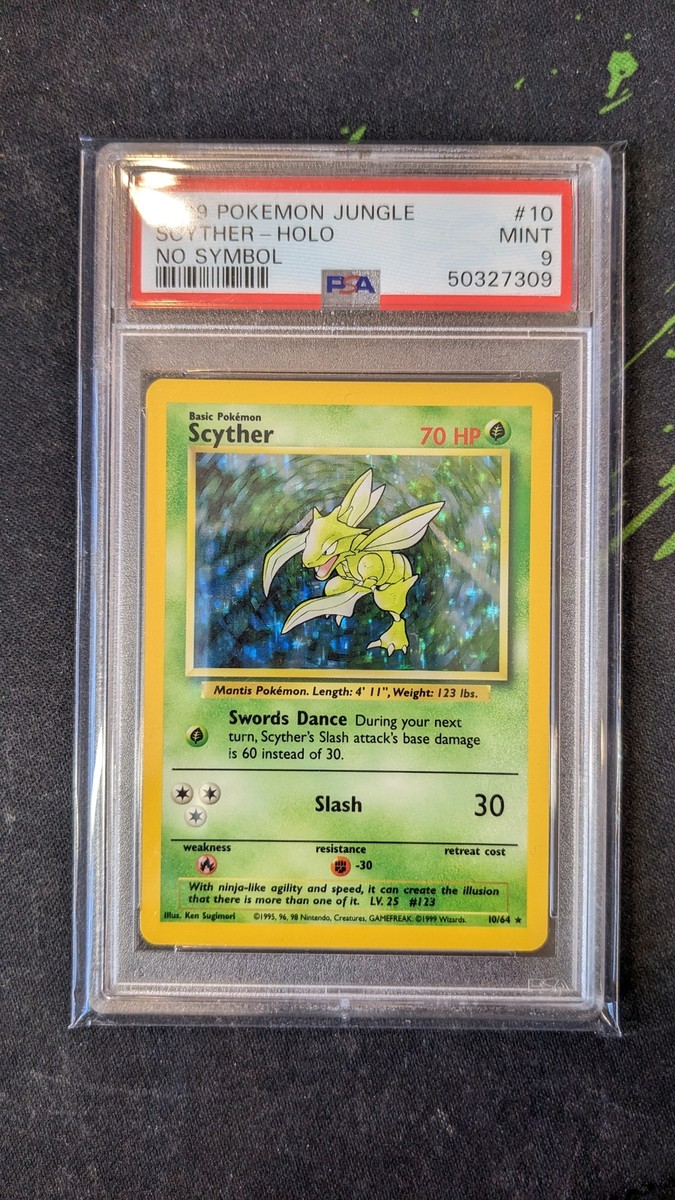 9 POKEMON JUNGLE #10
SCYTHER - HOLO MINT
NO SYMBOL 9
PSA 50327309
Basic Pokémon
Scyther 70 HP
Mantis Pokémon. Length: 4' 11", Weight: 123 lbs.
Swords Dance During your next
turn, Scyther's Slash attack's base damage
is 60 instead of 30.
Slash 30
weakness resistance retreat cost
-30
With ninja-like agility and speed, it can create the illusion
that there is more than one of it. LV. 25 #123
Illus. Ken Sugimori ©1995, 96, 98 Nintendo, Creatures, GAMEFREAK. ©1999 Wizards. 10/64 ★
PSA